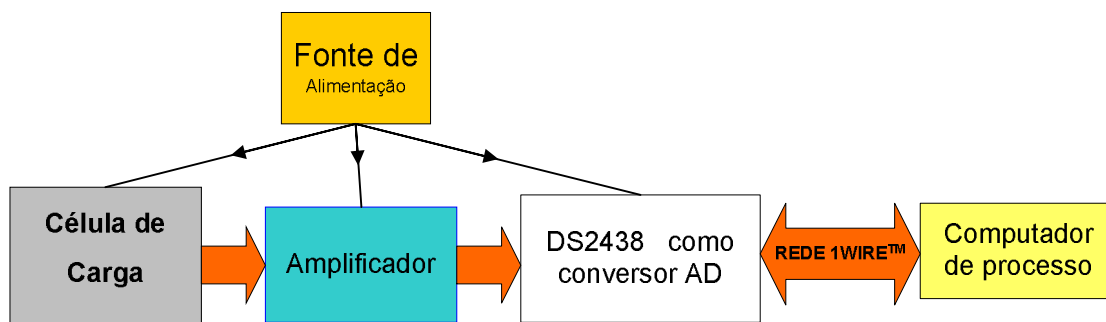 Fonte de
Alimentação
Célula de
Carga
Amplificador
DS2438 como
conversor AD
REDE 1WIRE™
Computador
de processo